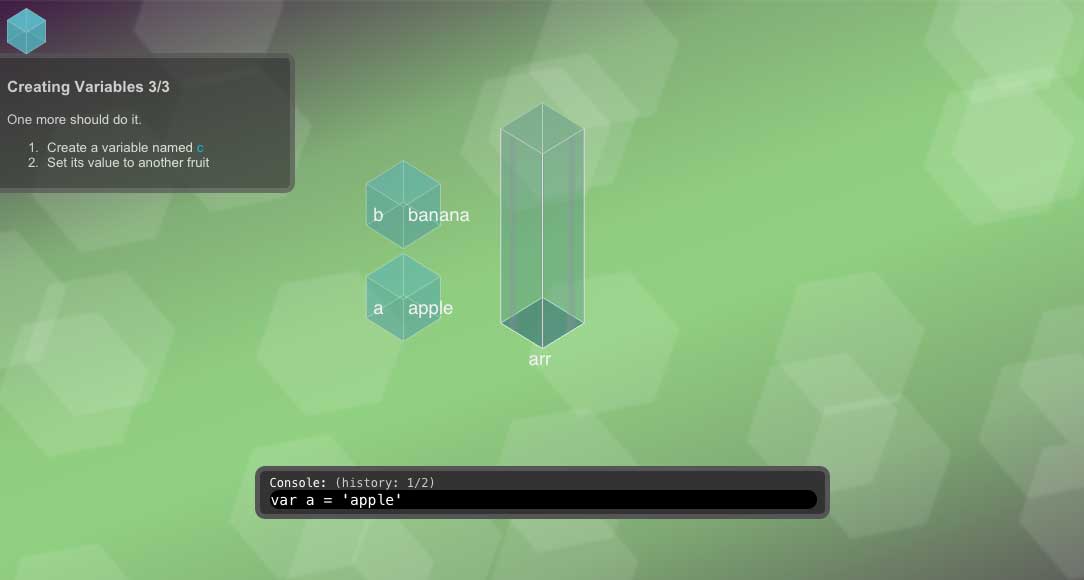 Creating Variables 3/3
One more should do it.
1. Create a variable named c
2. Set its value to another fruit
b banana
a apple
arr
Console: (history: 1/2)
var a = 'apple'